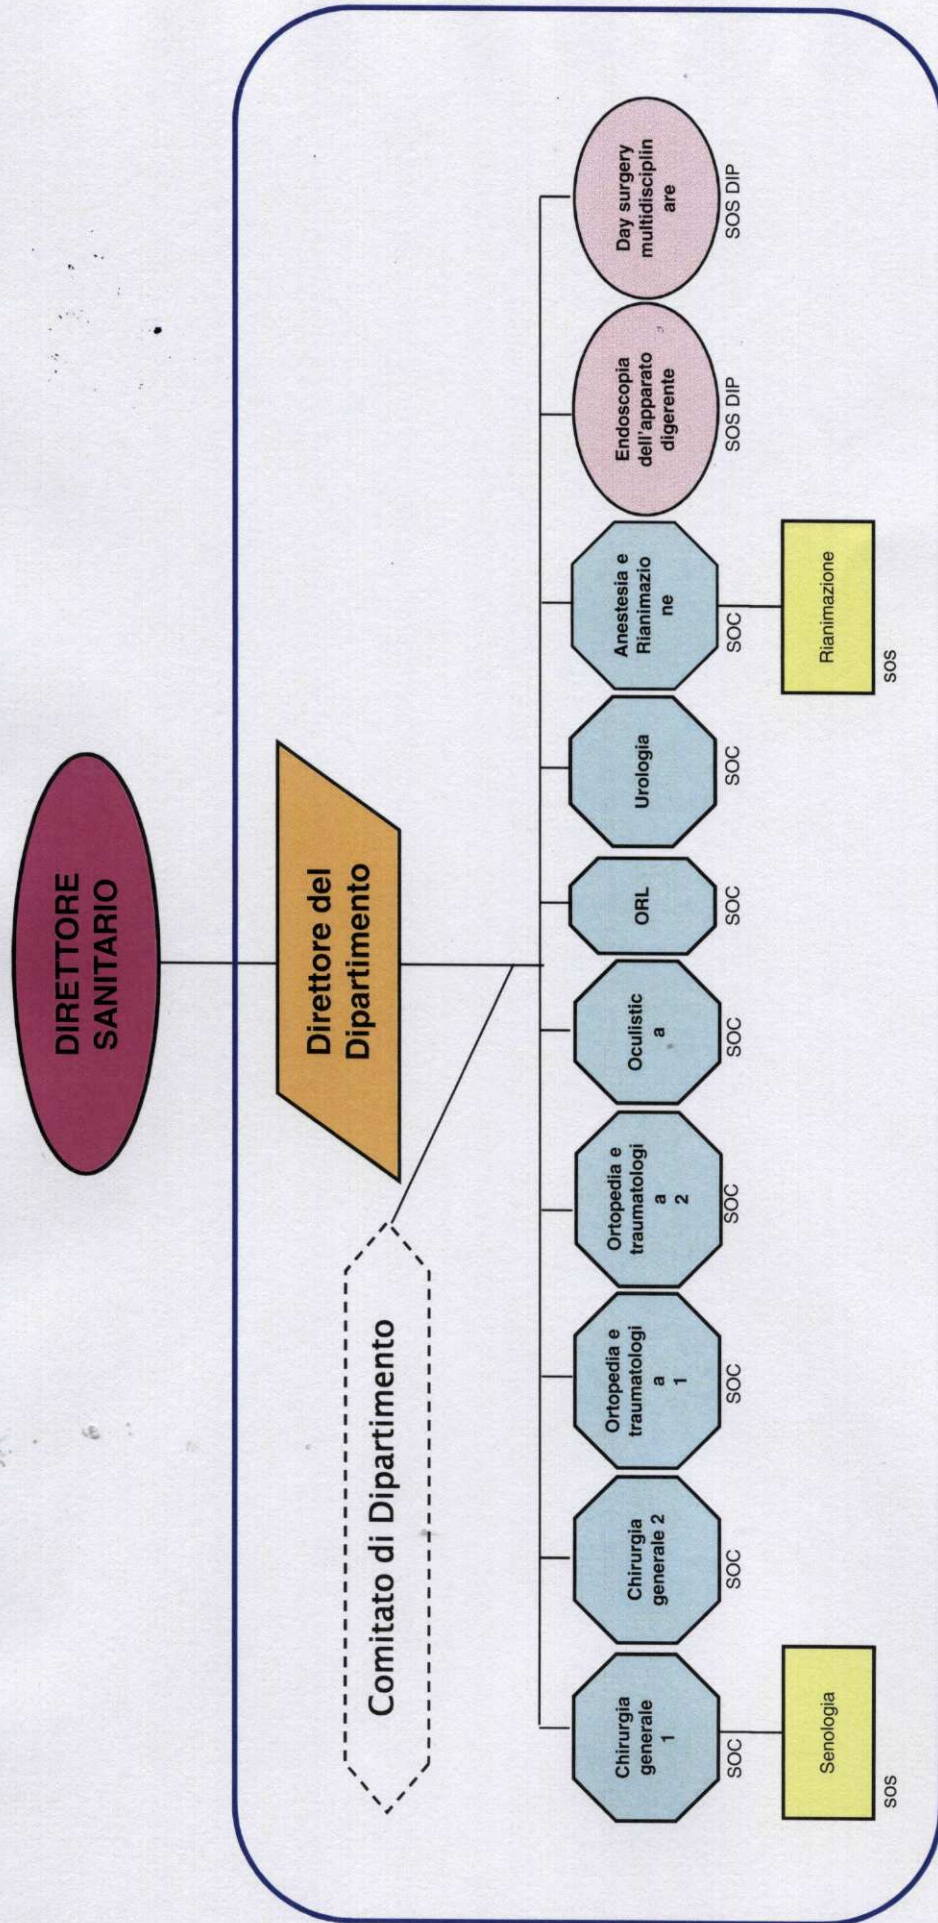 DIRETTORE
SANITARIO
Direttore del
Dipartimento
Comitato di Dipartimento
Chirurgia
generale
1
SOC
Chirurgia
generale 2
SOC
Ortopedia e
traumatologi
a
1
SOC
Ortopedia e
traumatologi
a
2
SOC
Oculistic
a
SOC
ORL
SOC
Urologia
SOC
Anestesia e
Rianimazio
ne
SOC
Endoscopia
dell'apparato
digerente
SOS DIP
Day surgery
multidisciplin
are
SOS DIP
Senologia
SOS
Rianimazione
SOS